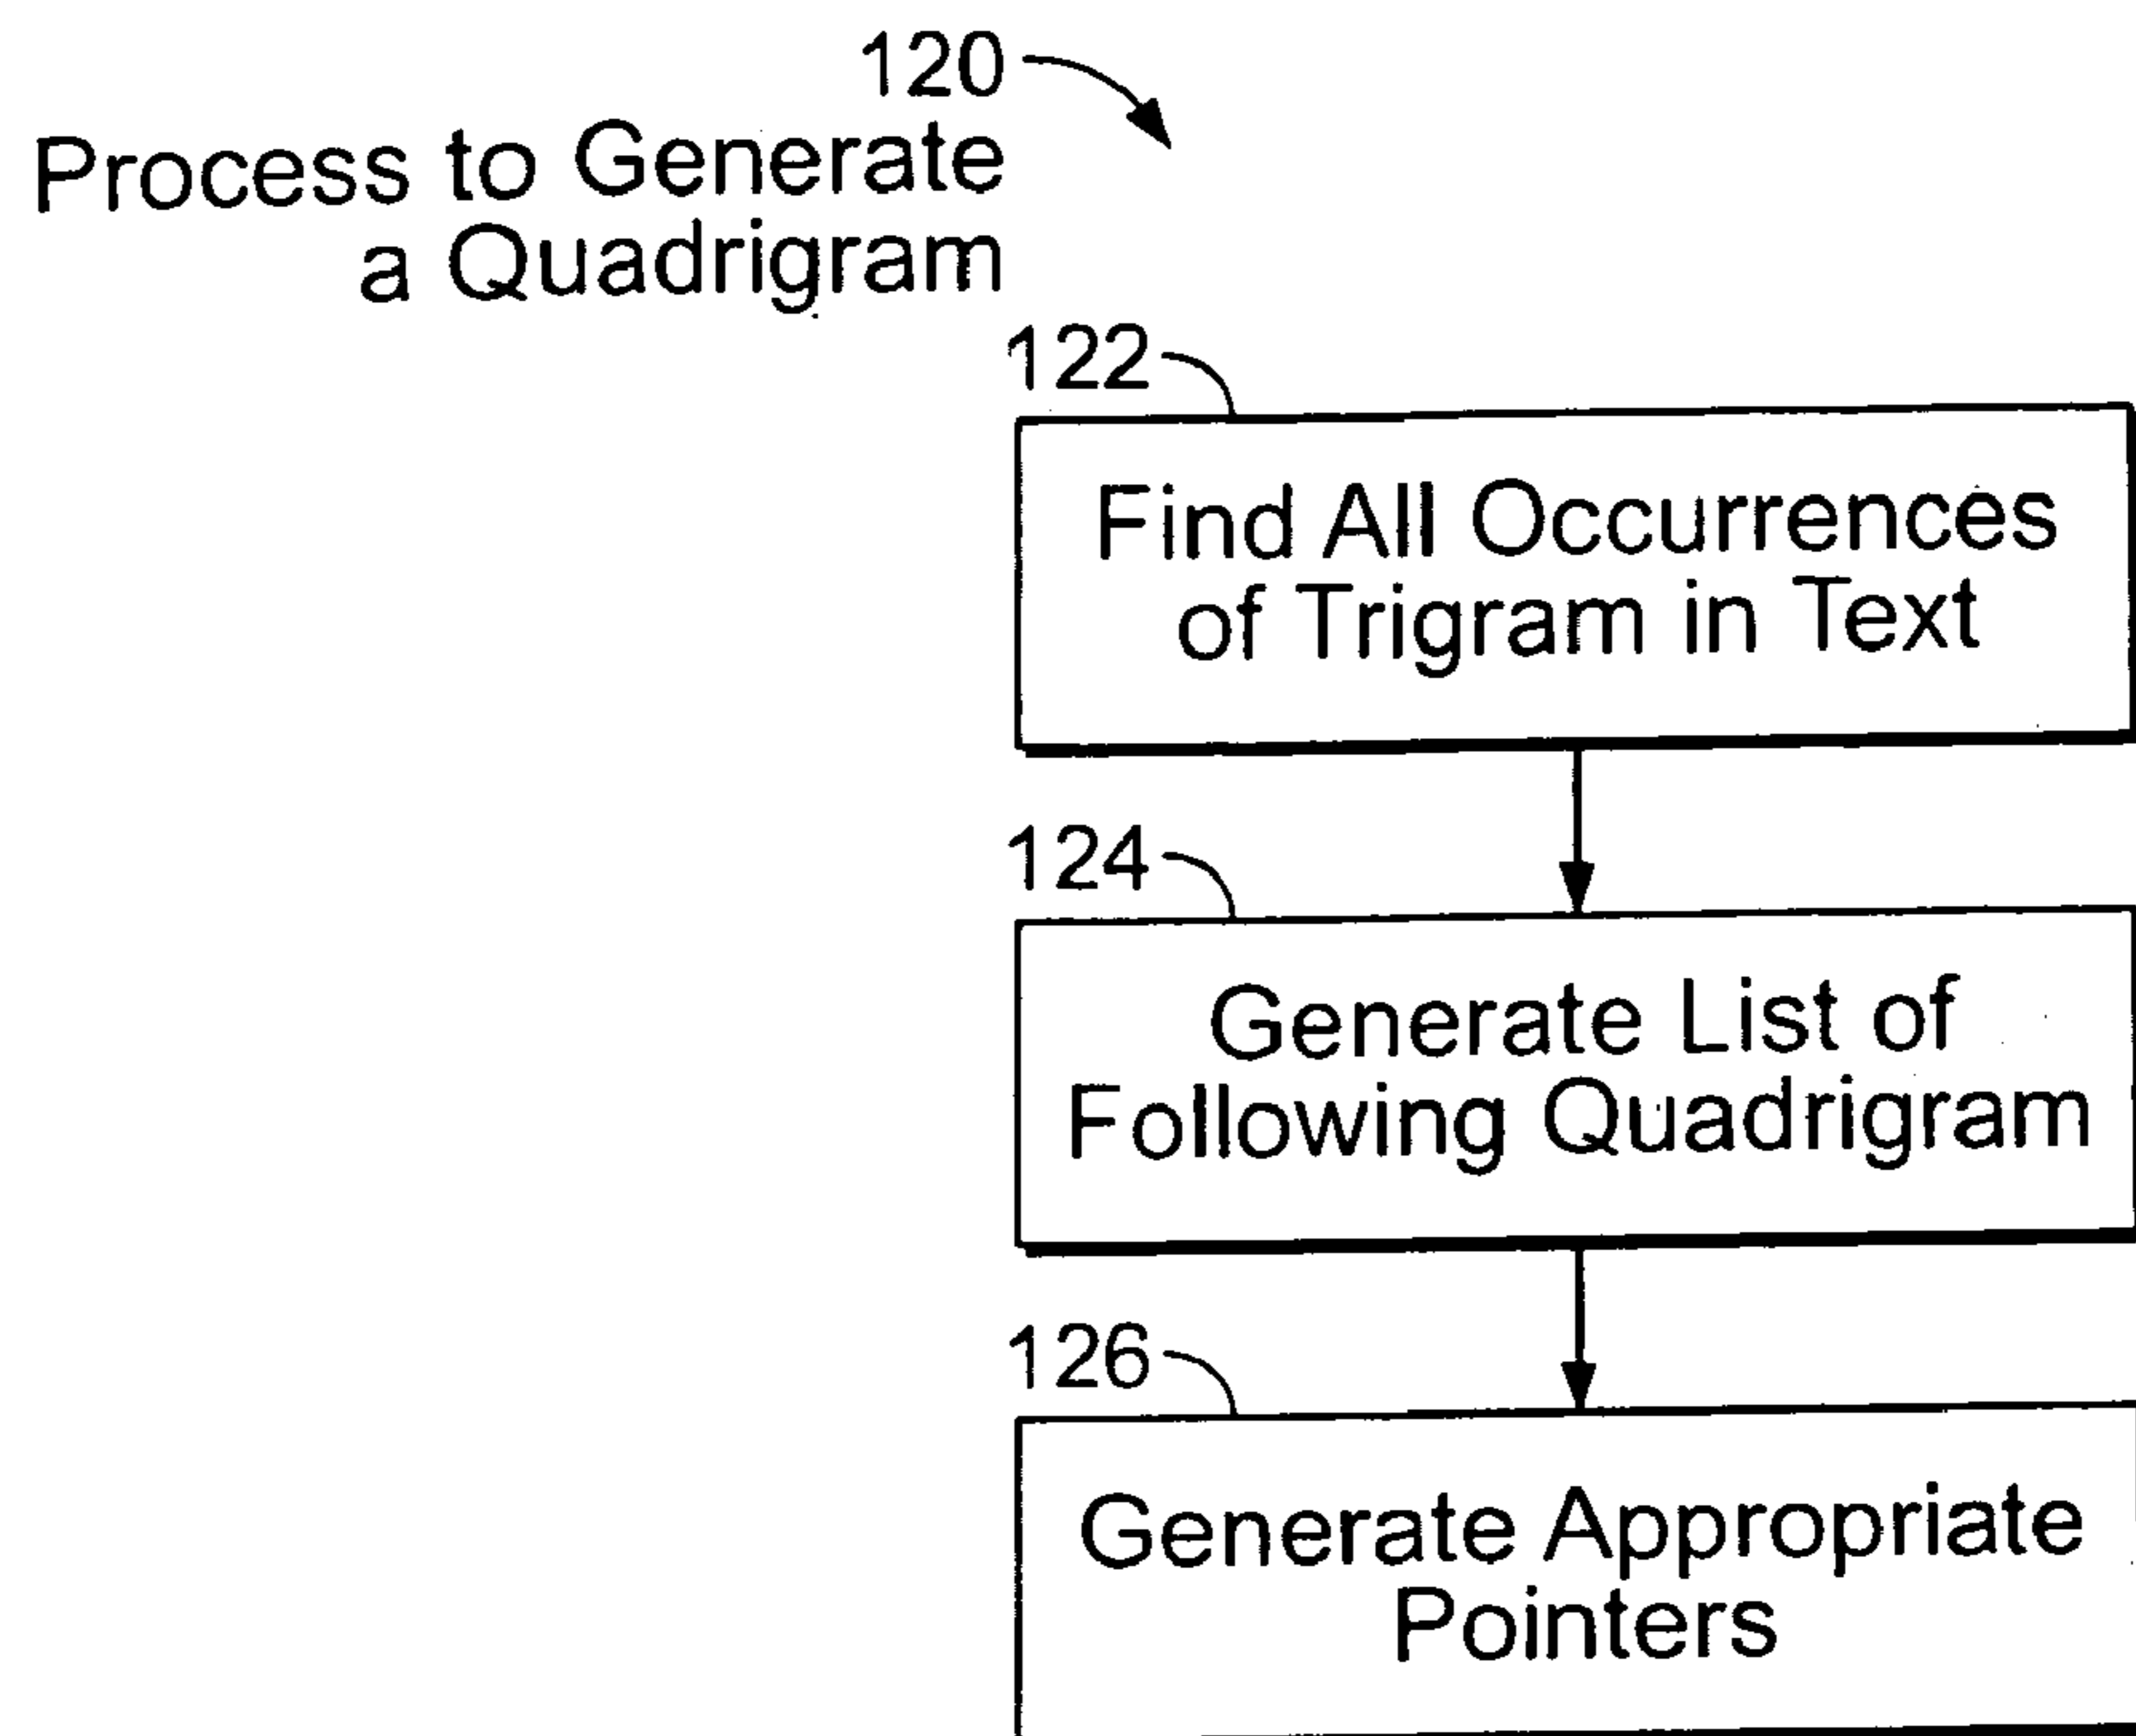 120
Process to Generate
a Quadrigram
122
Find All Occurrences
of Trigram in Text
124
Generate List of
Following Quadrigram
126
Generate Appropriate
Pointers